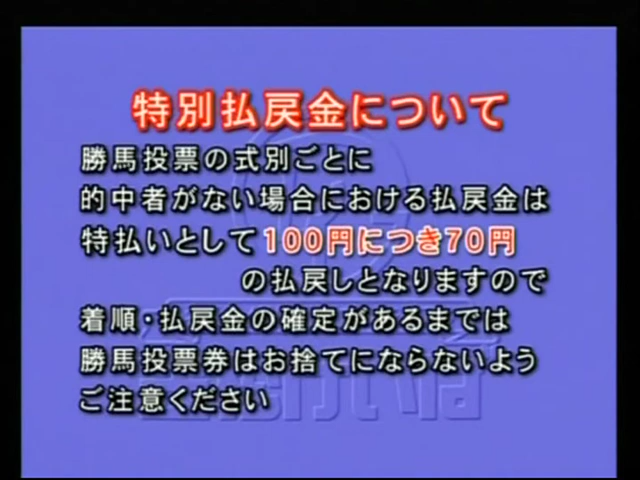 特別払戻金について
勝馬投票の式別ごとに
的中者がない場合における払戻金は
特払いとして100円につき70円
の払戻しとなりますので
着順・払戻金の確定があるまでは
勝馬投票券はお捨てにならないよう
ご注意ください